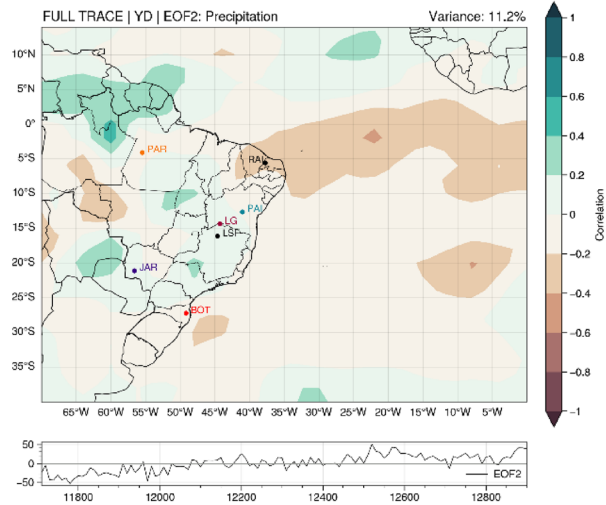 FULL TRACE | YD | EOF2: Precipitation Variance: 11.2%
10°N
5°N
0°
5°S
10°S
15°S
20°S
25°S
30°S
35°S
PAR
RAI
PAI
LG
LSF
JAR
BOT
65°W 60°W 55°W 50°W 45°W 40°W 35°W 30°W 25°W 20°W 15°W 10°W 5°W
1
0.8
0.6
0.4
0.2
0
−0.2
−0.4
−0.6
−0.8
−1
Correlation
50
0
−50
EOF2
11800 12000 12200 12400 12600 12800